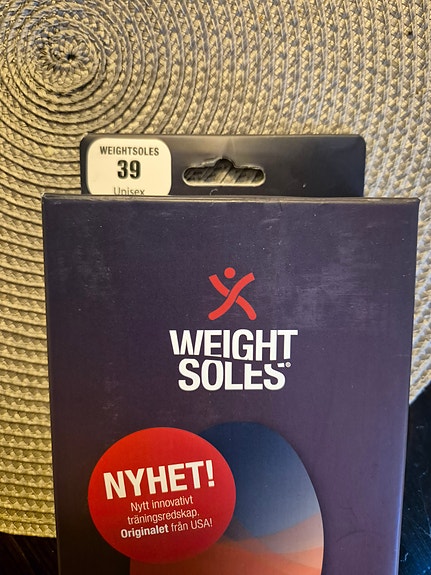 WEIGHTSOLES
39
Unisex
WEIGHT
SOLES®
NYHET!
Nytt innovativt
träningsredskap.
Originalet från USA!